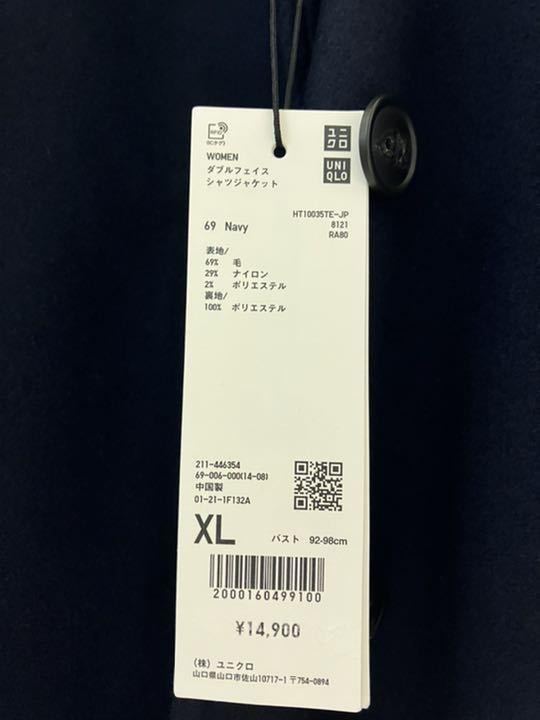 RFID
ICタグ
ユニクロ
UNIQLO
WOMEN
ダブルフェイス
シャツジャケット
HT10035TE-JP
69 Navy
8121
RA80
表地/
69% 毛
29% ナイロン
2% ポリエステル
裏地/
100% ポリエステル
211-446354
69-006-000(14-08)
中国製
01-21-1F132A
XL バスト 92-98cm
2000160499100
¥14,900
(株) ユニクロ
山口県山口市佐山10717-1 〒754-0894